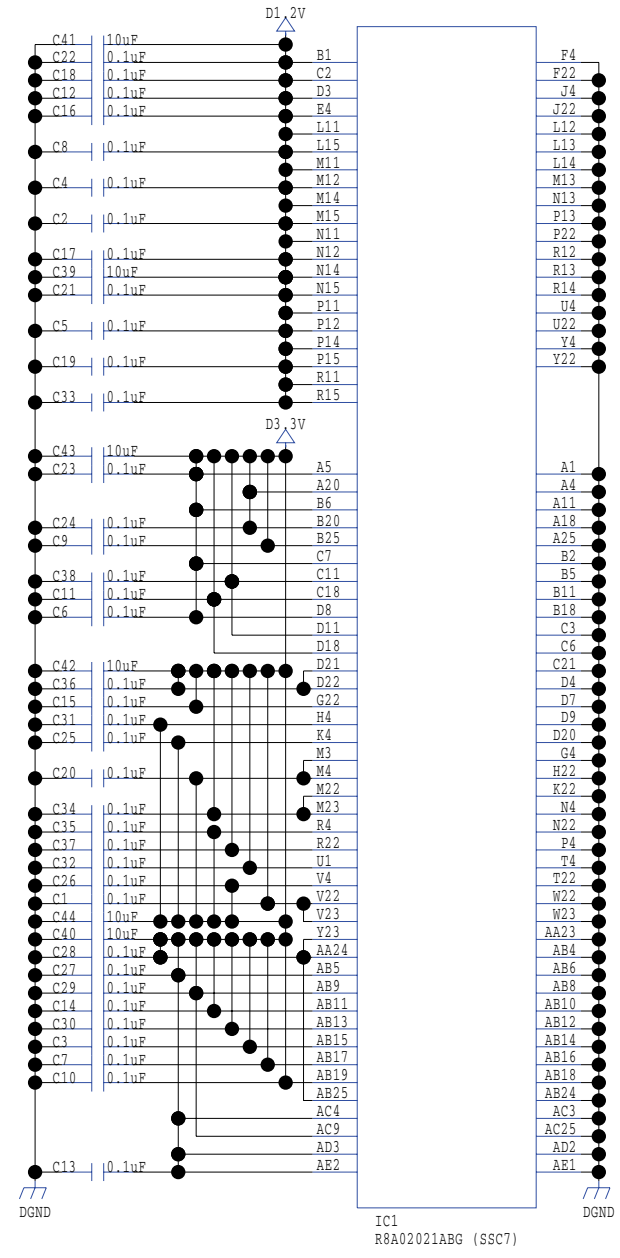 D1.2V
C41 10uF
C22 0.1uF B1 F4
C18 0.1uF C2 F22
C12 0.1uF D3 J4
C16 0.1uF E4 J22
L11 L12
C8 0.1uF L15 L13
M11 L14
C4 0.1uF M12 M13
M14 N13
C2 0.1uF M15 P13
N11 P22
C17 0.1uF N12 R12
C39 10uF N14 R13
C21 0.1uF N15 R14
P11 U4
C5 0.1uF P12 U22
P14 Y4
C19 0.1uF P15 Y22
R11
C33 0.1uF R15
D3.3V
C43 10uF
C23 0.1uF A5 A1
A20 A4
B6 A11
C24 0.1uF B20 A18
C9 0.1uF B25 A25
C7 B2
C38 0.1uF C11 B5
C11 0.1uF C18 B11
C6 0.1uF D8 B18
D11 C3
D18 C6
C42 10uF D21 C21
C36 0.1uF D22 D4
C15 0.1uF G22 D7
C31 0.1uF H4 D9
C25 0.1uF K4 D20
M3 G4
C20 0.1uF M4 H22
M22 K22
C34 0.1uF M23 N4
C35 0.1uF R4 N22
C37 0.1uF R22 P4
C32 0.1uF U1 T4
C26 0.1uF V4 T22
C1 0.1uF V22 W22
C44 10uF V23 W23
C40 10uF Y23 AA23
C28 0.1uF AA24 AB4
C27 0.1uF AB5 AB6
C29 0.1uF AB9 AB8
C14 0.1uF AB11 AB10
C30 0.1uF AB13 AB12
C3 0.1uF AB15 AB14
C7 0.1uF AB17 AB16
C10 0.1uF AB19 AB18
AB25 AB24
AC4 AC3
AC9 AC25
AD3 AD2
C13 0.1uF AE2 AE1
DGND DGND
IC1
R8A02021ABG (SSC7)